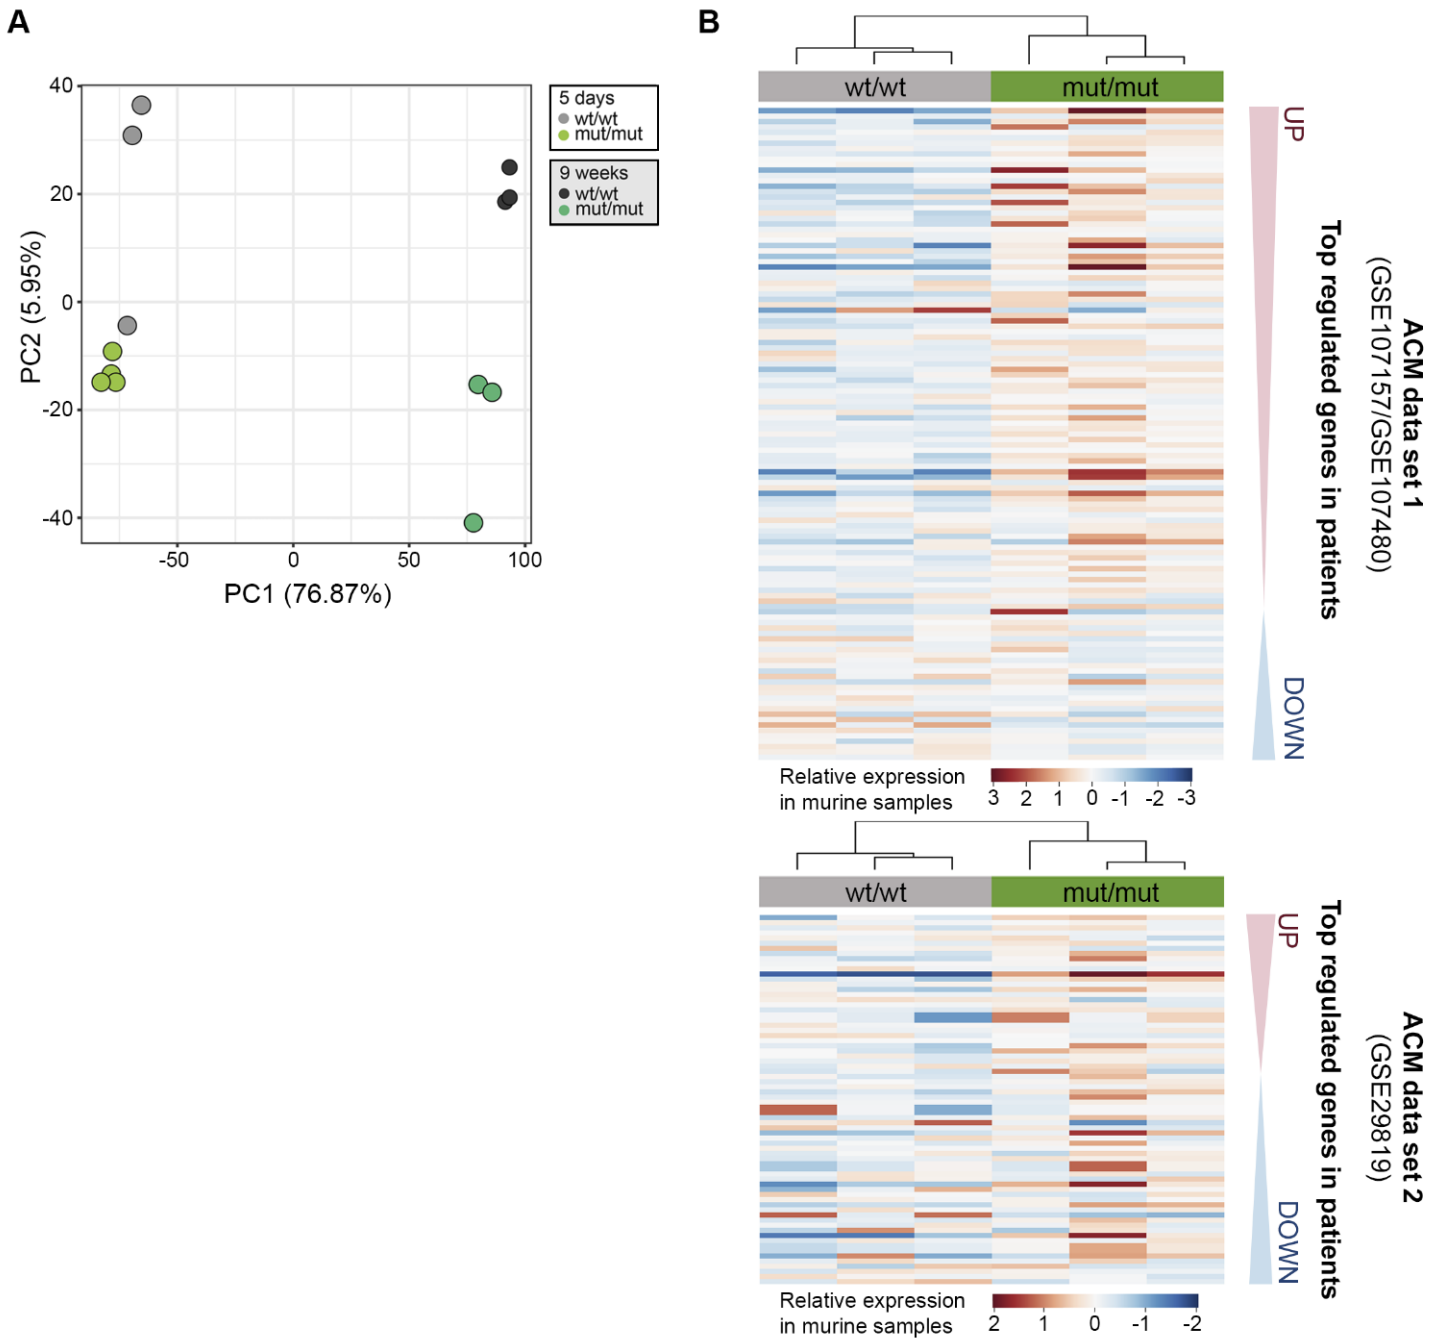 A
40
20
0
-20
-40
PC2 (5.95%)
-50
0
50
100
PC1 (76.87%)
5 days
wt/wt
mut/mut
9 weeks
wt/wt
mut/mut
B
wt/wt
mut/mut
UP
DOWN
Top regulated genes in patients
ACM data set 1
(GSE107157/GSE107480)
Relative expression
in murine samples
3 2 1 0 -1 -2 -3
wt/wt
mut/mut
UP
DOWN
Top regulated genes in patients
ACM data set 2
(GSE29819)
Relative expression
in murine samples
2 1 0 -1 -2